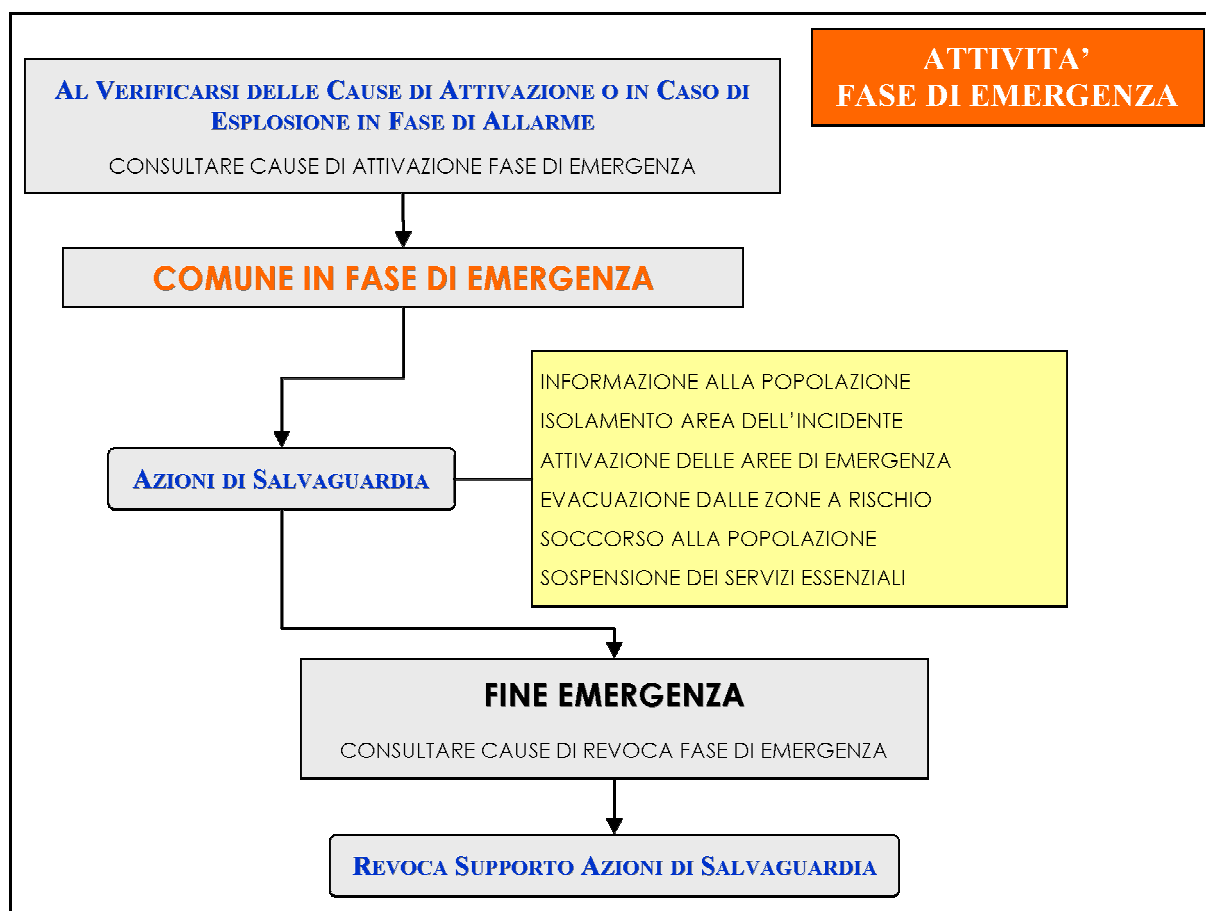 ATTIVITA’
FASE DI EMERGENZA
AL VERIFICARSI DELLE CAUSE DI ATTIVAZIONE O IN CASO DI
ESPLOSIONE IN FASE DI ALLARME
CONSULTARE CAUSE DI ATTIVAZIONE FASE DI EMERGENZA
COMUNE IN FASE DI EMERGENZA
AZIONI DI SALVAGUARDIA
INFORMAZIONE ALLA POPOLAZIONE
ISOLAMENTO AREA DELL’INCIDENTE
ATTIVAZIONE DELLE AREE DI EMERGENZA
EVACUAZIONE DALLE ZONE A RISCHIO
SOCCORSO ALLA POPOLAZIONE
SOSPENSIONE DEI SERVIZI ESSENZIALI
FINE EMERGENZA
CONSULTARE CAUSE DI REVOCA FASE DI EMERGENZA
REVOCA SUPPORTO AZIONI DI SALVAGUARDIA